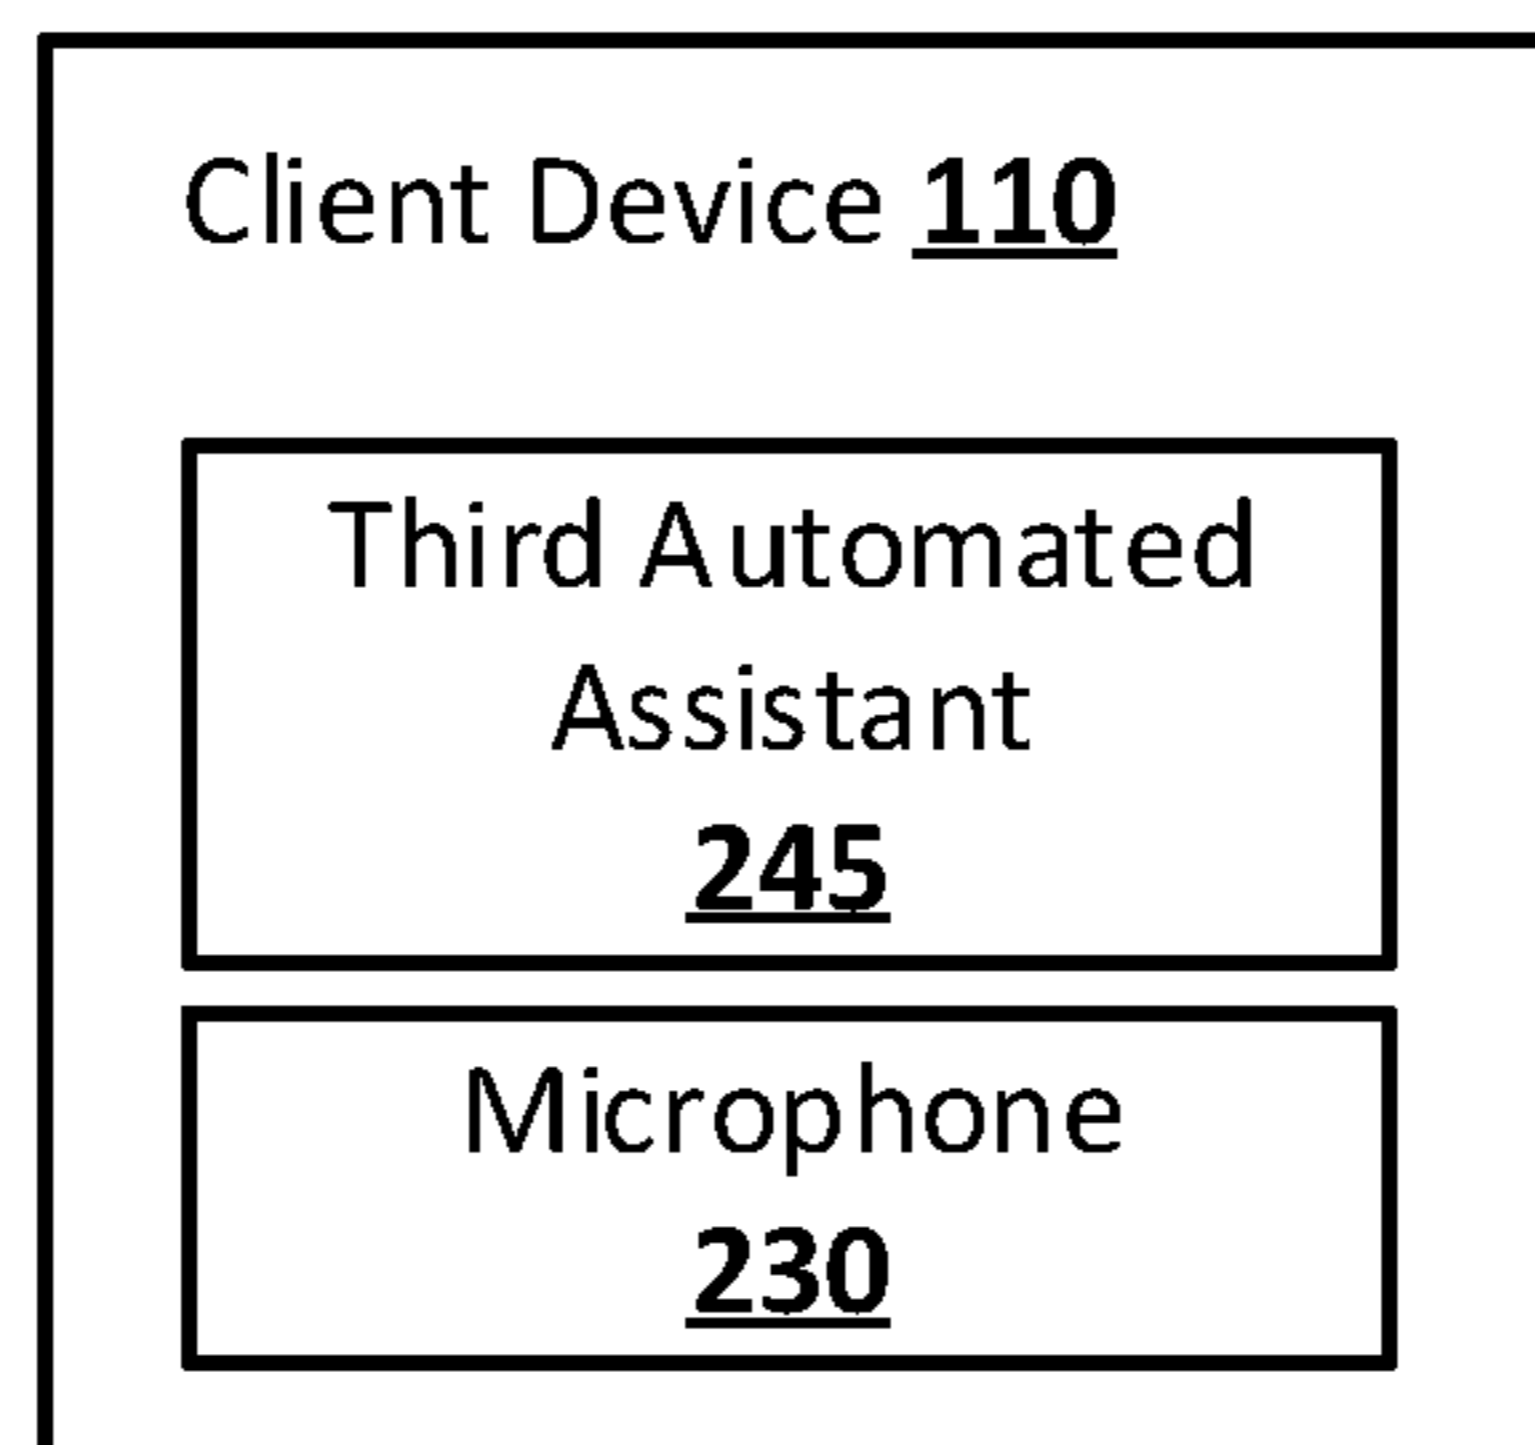 Client Device 110
Third Automated
Assistant
245
Microphone
230